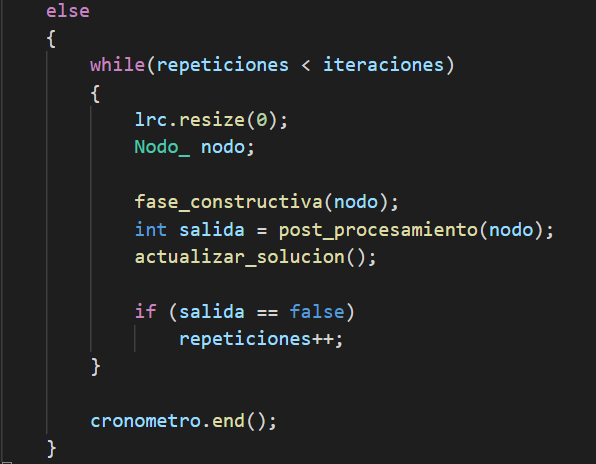 else
{
while(repeticiones < iteraciones)
{
lrc.resize(0);
Nodo_ nodo;
fase_constructiva(nodo);
int salida = post_procesamiento(nodo);
actualizar_solucion();
if (salida == false)
repeticiones++;
}
cronometro.end();
}